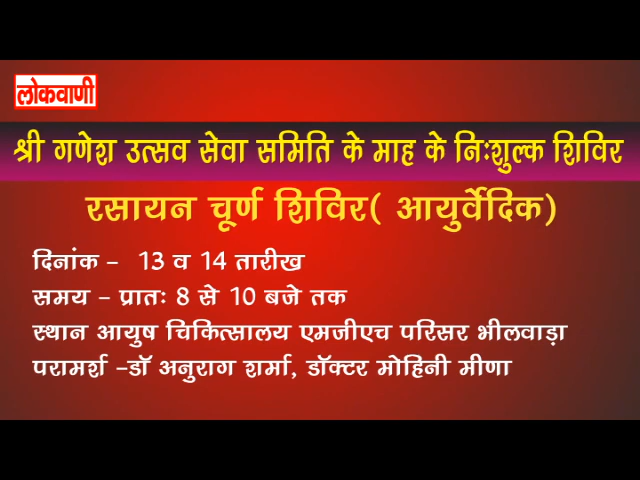 लोकवाणी
श्री गणेश उत्सव सेवा समिति के माह के निःशुल्क शिविर
रसायन चूर्ण शिविर( आयुर्वेदिक)
दिनांक – 13 व 14 तारीख
समय – प्रातः 8 से 10 बजे तक
स्थान आयुष चिकित्सालय एमजीएच परिसर भीलवाड़ा
परामर्श –डॉ अनुराग शर्मा, डॉक्टर मोहिनी मीणा